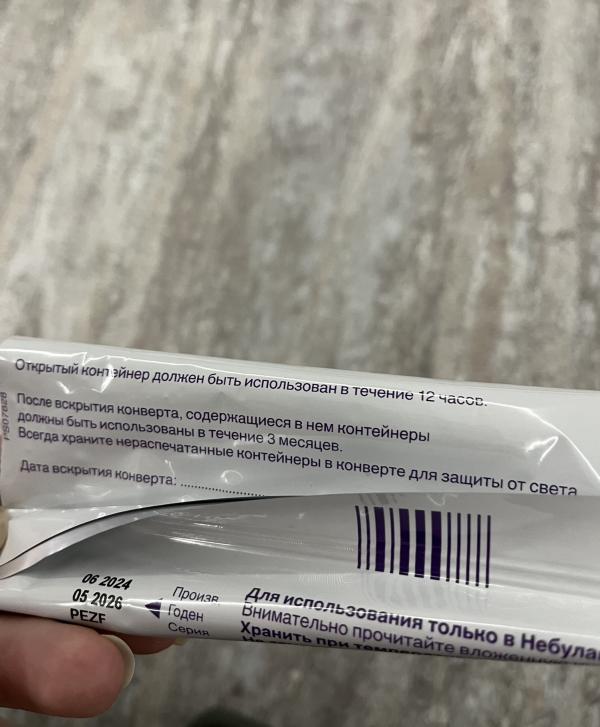 Открытый контейнер должен быть использован в течение 12 часов.
После вскрытия конверта, содержащиеся в нем контейнеры
должны быть использованы в течение 3 месяцев.
Всегда храните нераспечатанные контейнеры в конверте для защиты от света
Дата вскрытия конверта: ........................
06 2024 Произв.
05 2026 Годен
PEZF Серия
Для использования только в Небула
Внимательно прочитайте вложенную
Хранить при темпера